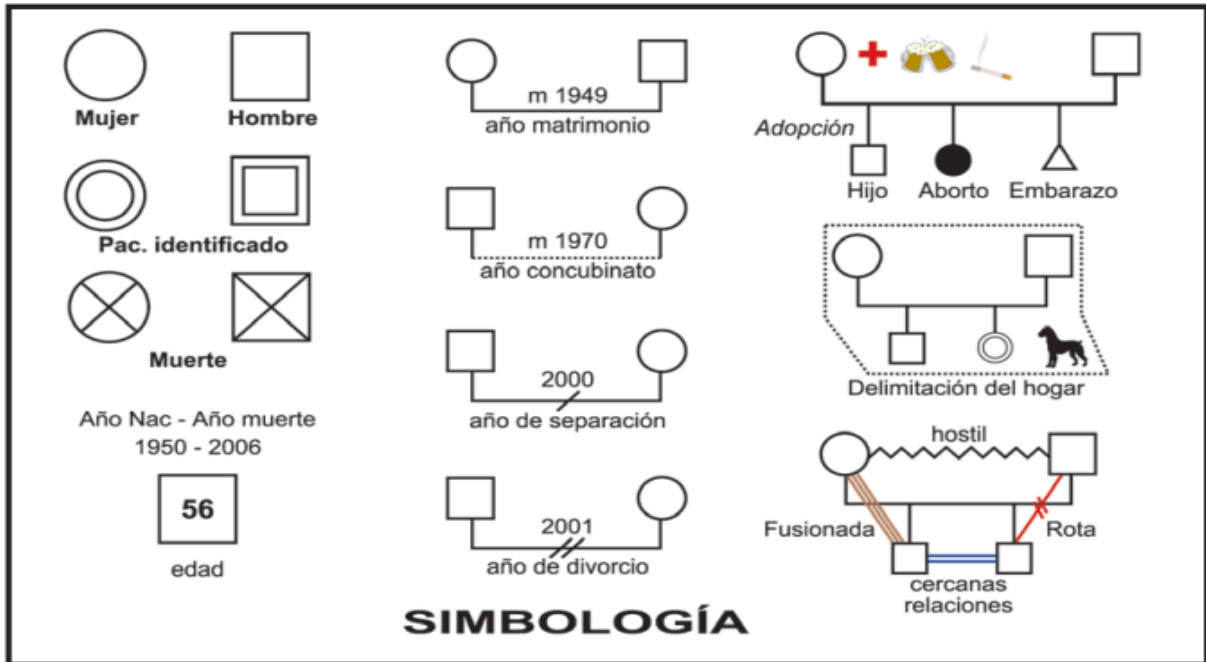 Mujer
Hombre
Pac. identificado
Muerte
Año Nac - Año muerte
1950 - 2006
56
edad
m 1949
año matrimonio
m 1970
año concubinato
2000
año de separación
2001
año de divorcio
Adopción
Hijo
Aborto
Embarazo
Delimitación del hogar
hostil
Fusionada
Rota
cercanas
relaciones
SIMBOLOGÍA